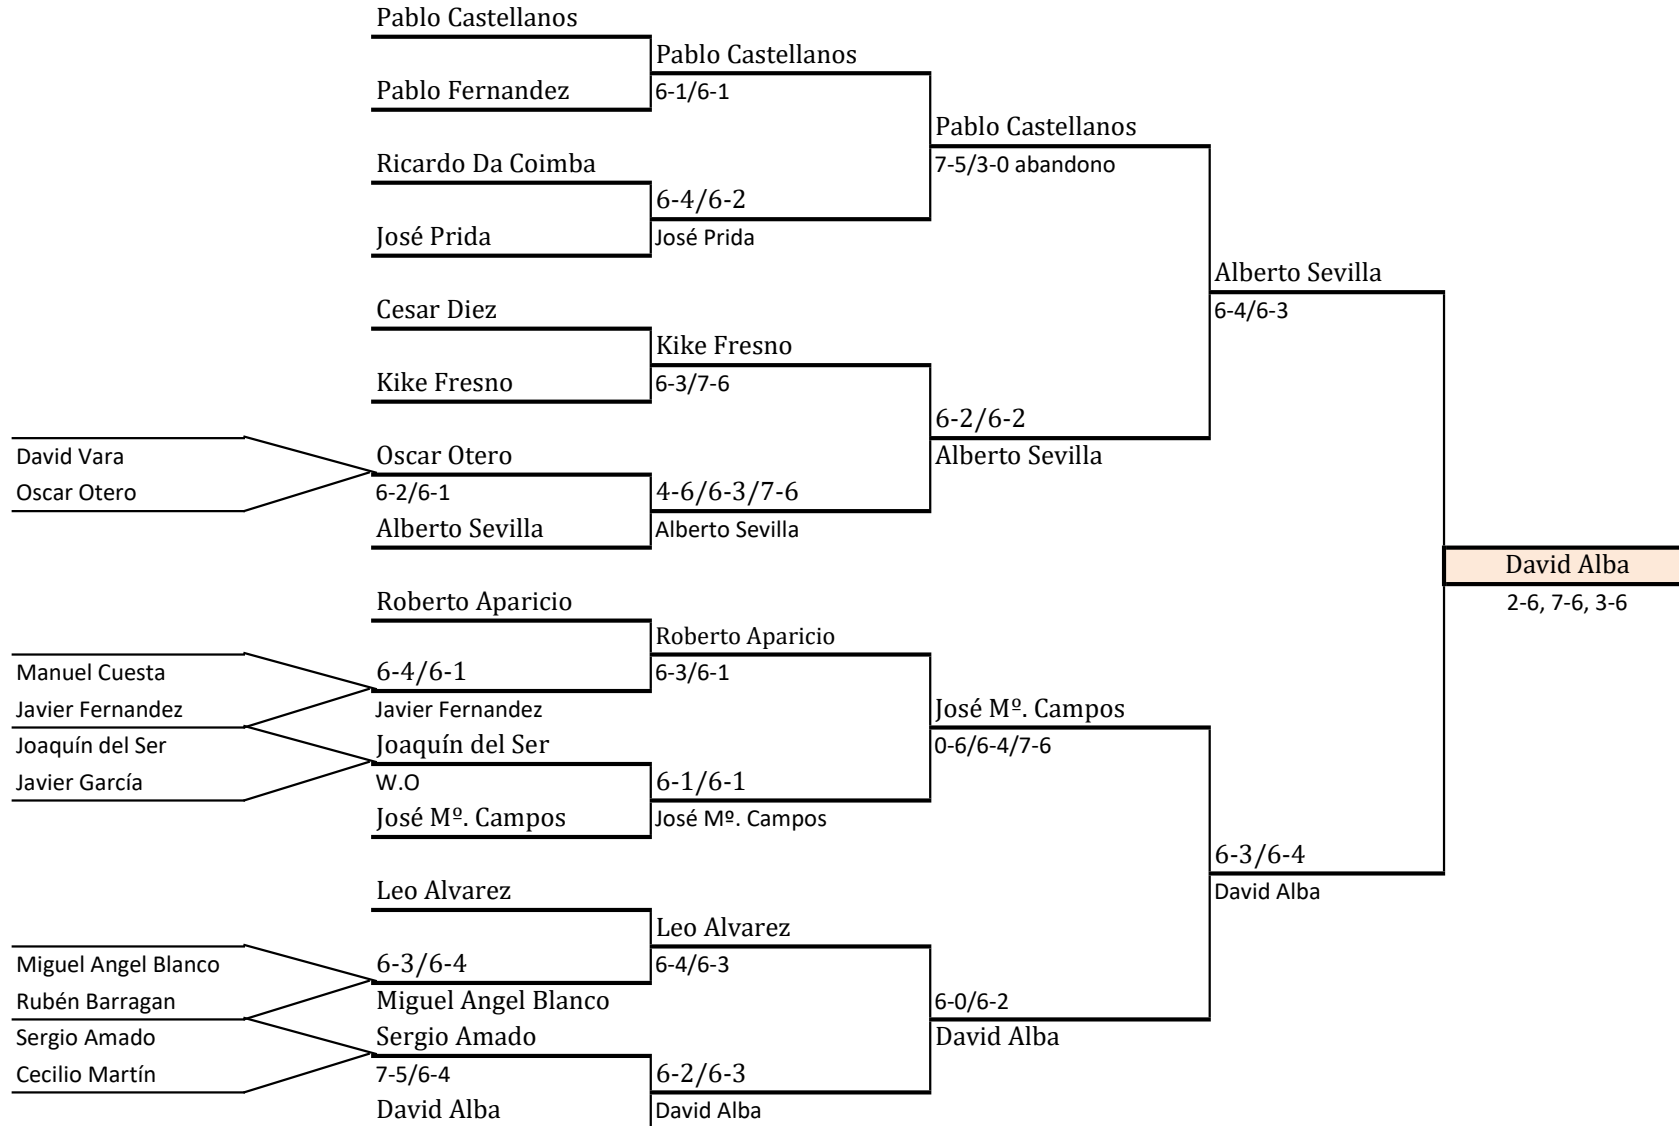 Pablo Castellanos
Pablo Castellanos
Pablo Fernandez
6-1/6-1
Pablo Castellanos
Ricardo Da Coimba
7-5/3-0 abandono
6-4/6-2
José Prida
José Prida
Alberto Sevilla
Cesar Diez
6-4/6-3
Kike Fresno
Kike Fresno
6-3/7-6
6-2/6-2
David Vara
Oscar Otero
Alberto Sevilla
Oscar Otero
6-2/6-1
4-6/6-3/7-6
Alberto Sevilla
Alberto Sevilla
David Alba
Roberto Aparicio
2-6, 7-6, 3-6
Roberto Aparicio
Manuel Cuesta
6-4/6-1
6-3/6-1
Javier Fernandez
Javier Fernandez
José Mº. Campos
Joaquín del Ser
Joaquín del Ser
0-6/6-4/7-6
Javier García
W.O
6-1/6-1
José Mº. Campos
José Mº. Campos
6-3/6-4
Leo Alvarez
David Alba
Leo Alvarez
Miguel Angel Blanco
6-3/6-4
6-4/6-3
Rubén Barragan
Miguel Angel Blanco
6-0/6-2
Sergio Amado
Sergio Amado
David Alba
Cecilio Martín
7-5/6-4
6-2/6-3
David Alba
David Alba